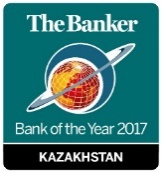 The Banker
Bank of the Year 2017
KAZAKHSTAN